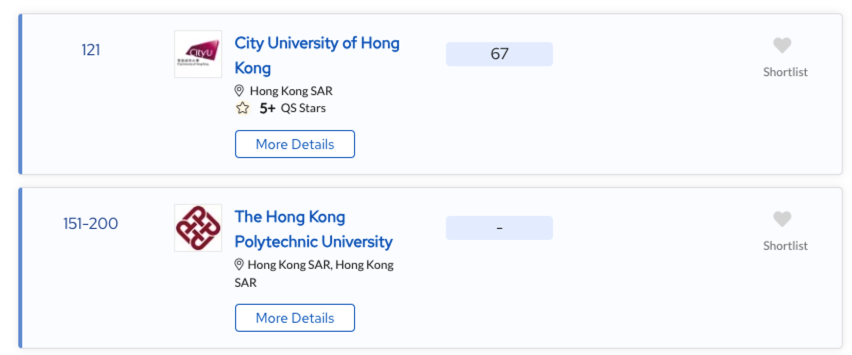 121
CityU
City University of Hong
Kong
Hong Kong SAR
5+ QS Stars
More Details
67
Shortlist
151-200
The Hong Kong
Polytechnic University
Hong Kong SAR, Hong Kong
SAR
More Details
-
Shortlist